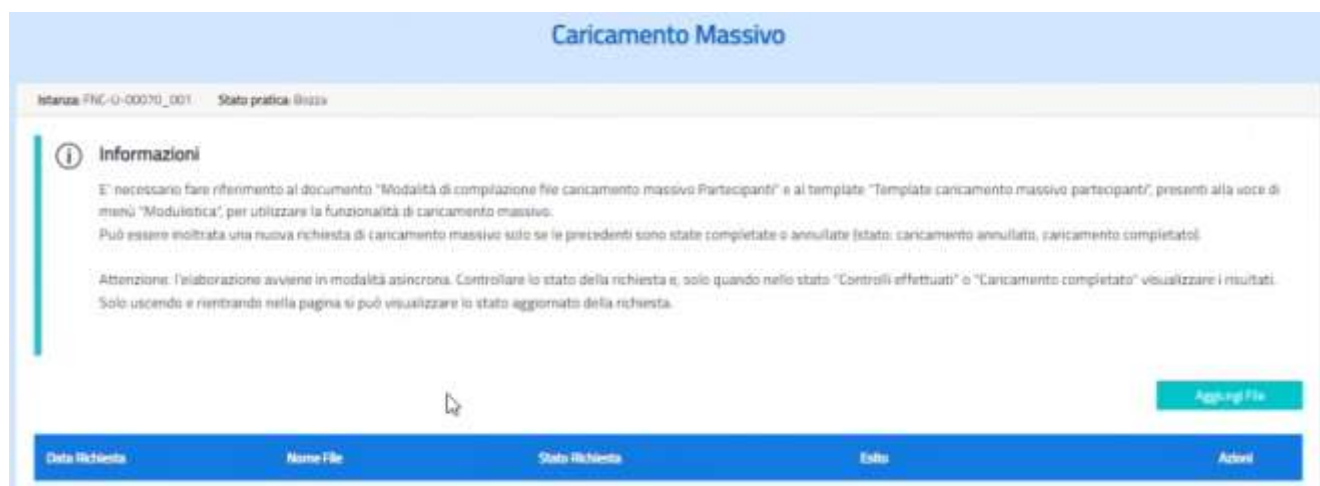 Caricamento Massivo
Istanza: FNC-U-00070_001 Stato pratica: Bozza
Informazioni
E' necessario fare riferimento al documento "Modalità di compilazione file caricamento massivo Partecipanti" e al template "Template caricamento massivo partecipanti", presenti alla voce di
menù "Modulistica", per utilizzare la funzionalità di caricamento massivo.
Può essere inoltrata una nuova richiesta di caricamento massivo solo se le precedenti sono state completate o annullate (stato: caricamento annullato, caricamento completato).
Attenzione: l'elaborazione avviene in modalità asincrona. Controllare lo stato della richiesta e, solo quando nello stato "Controlli effettuati" o "Caricamento completato" visualizzare i risultati.
Solo uscendo e rientrando nella pagina si può visualizzare lo stato aggiornato della richiesta.
Aggiungi File
Data Richiesta Nome File Stato Richiesta Esito Azioni